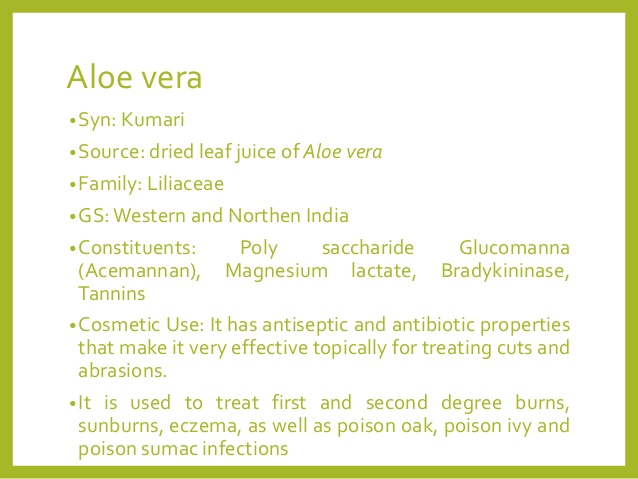 Aloe vera
•Syn: Kumari
•Source: dried leaf juice of Aloe vera
•Family: Liliaceae
•GS: Western and Northen India
•Constituents: Poly saccharide Glucomanna
(Acemannan), Magnesium lactate, Bradykininase,
Tannins
•Cosmetic Use: It has antiseptic and antibiotic properties
that make it very effective topically for treating cuts and
abrasions.
•It is used to treat first and second degree burns,
sunburns, eczema, as well as poison oak, poison ivy and
poison sumac infections